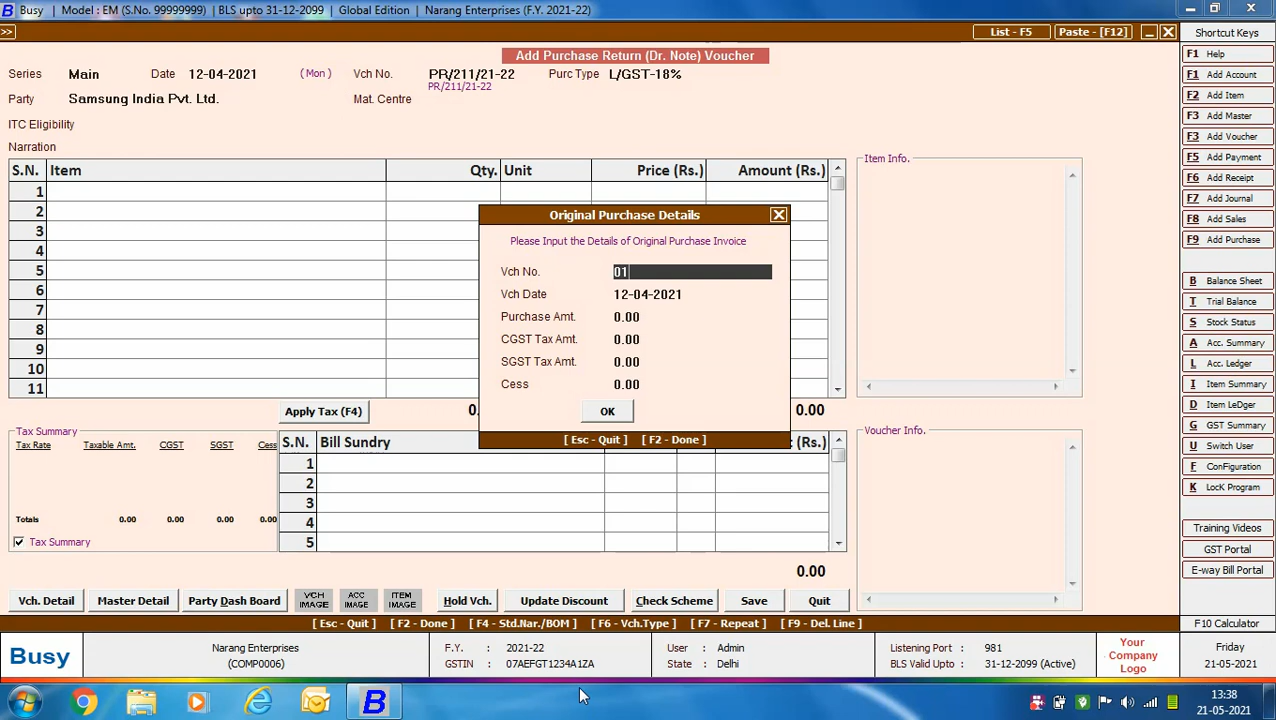 Busy Model : EM (S.No. 99999999) BLS upto 31-12-2099 Global Edition Narang Enterprises (F.Y. 2021-22)
>> List - F5 Paste - [F12] Shortcut Keys
Add Purchase Return (Dr. Note) Voucher
Series Main Date 12-04-2021 (Mon) Vch No. PR/211/21-22 Purc Type L/GST-18%
PR/211/21-22
Party Samsung India Pvt. Ltd. Mat. Centre
ITC Eligibility
Narration
S.N. Item Qty. Unit Price (Rs.) Amount (Rs.)
1
2
3
4
5
6
7
8
9
10
11
Item Info.
Original Purchase Details
Please Input the Details of Original Purchase Invoice
Vch No. 01
Vch Date 12-04-2021
Purchase Amt. 0.00
CGST Tax Amt. 0.00
SGST Tax Amt. 0.00
Cess 0.00
OK
[ Esc - Quit ] [ F2 - Done ]
Apply Tax (F4) 0. 0.00
Tax Summary
Tax Rate Taxable Amt. CGST SGST Cess
Totals 0.00 0.00 0.00 0.00
Tax Summary
S.N. Bill Sundry (Rs.)
1
2
3
4
5
0.00
Voucher Info.
Vch. Detail Master Detail Party Dash Board VCH IMAGE ACC IMAGE ITEM IMAGE Hold Vch. Update Discount Check Scheme Save Quit
[ Esc - Quit ] [ F2 - Done ] [ F4 - Std.Nar./BOM ] [ F6 - Vch.Type ] [ F7 - Repeat ] [ F9 - Del. Line ]
F1 Help
F1 Add Account
F2 Add Item
F3 Add Master
F3 Add Voucher
F5 Add Payment
F6 Add Receipt
F7 Add Journal
F8 Add Sales
F9 Add Purchase
B Balance Sheet
T Trial Balance
S Stock Status
A Acc. Summary
L Acc. Ledger
I Item Summary
D Item LeDger
G GST Summary
U Switch User
F ConFiguration
K LocK Program
Training Videos
GST Portal
E-way Bill Portal
F10 Calculator
Busy
Narang Enterprises
(COMP0006)
F.Y. : 2021-22
GSTIN : 07AEFGT1234A1ZA
User : Admin
State : Delhi
Listening Port : 981
BLS Valid Upto : 31-12-2099 (Active)
Your
Company
Logo
Friday
21-05-2021
13:38
21-05-2021